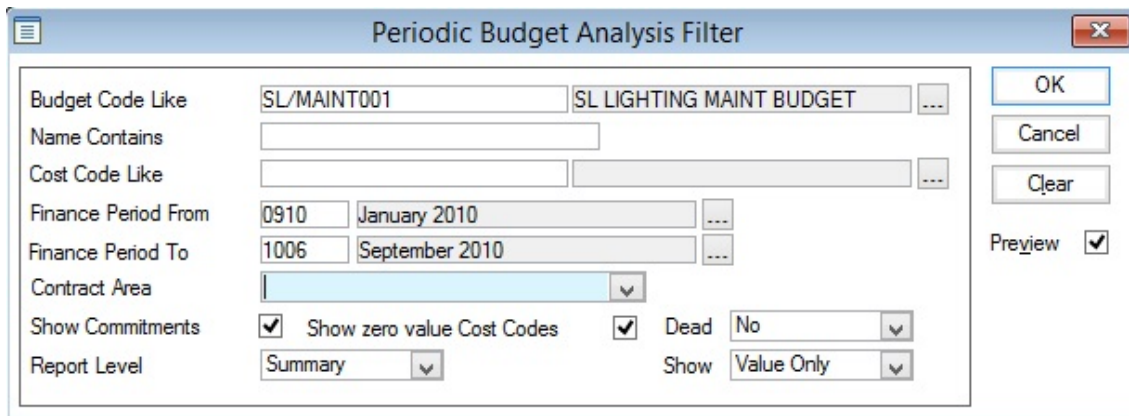 Periodic Budget Analysis Filter
Budget Code Like SL/MAINT001 SL LIGHTING MAINT BUDGET ... OK
Name Contains Cancel
Cost Code Like ... Clear
Finance Period From 0910 January 2010 ...
Finance Period To 1006 September 2010 ... Preview
Contract Area
Show Commitments Show zero value Cost Codes Dead No
Report Level Summary Show Value Only